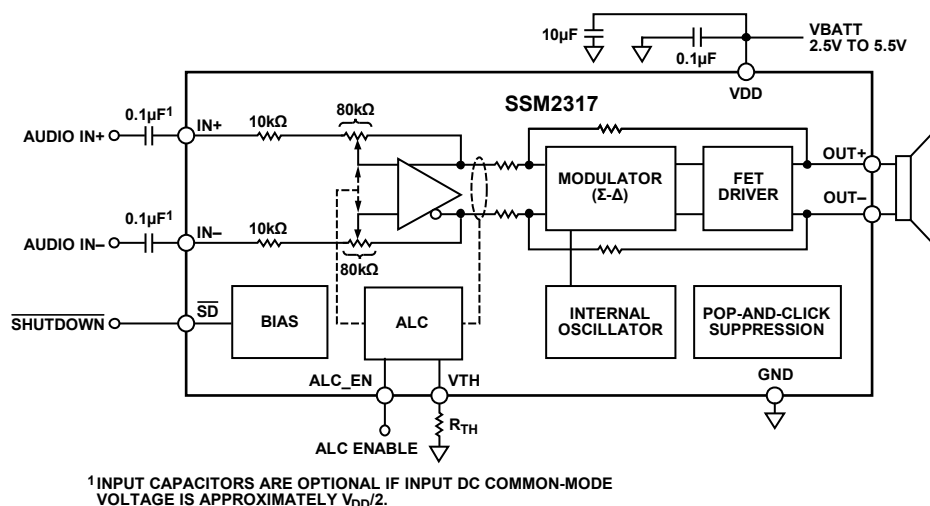 10µF
0.1µF
VBATT
2.5V TO 5.5V
VDD
SSM2317
AUDIO IN+
0.1µF¹
IN+
10kΩ
80kΩ
MODULATOR
(Σ-Δ)
FET
DRIVER
OUT+
OUT–
AUDIO IN–
0.1µF¹
IN–
10kΩ
80kΩ
SHUTDOWN
SD
BIAS
ALC
INTERNAL
OSCILLATOR
POP-AND-CLICK
SUPPRESSION
ALC_EN
VTH
GND
RTH
ALC ENABLE
¹ INPUT CAPACITORS ARE OPTIONAL IF INPUT DC COMMON-MODE
VOLTAGE IS APPROXIMATELY VDD/2.